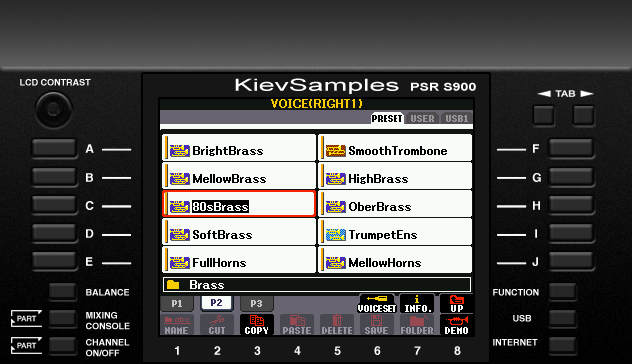 LCD CONTRAST
KievSamples PSR S900
TAB
VOICE(RIGHT1)
PRESET USER USB1
A BrightBrass SmoothTrombone F
B MellowBrass HighBrass G
C 80sBrass OberBrass H
D SoftBrass TrumpetEns I
E FullHorns MellowHorns J
Brass
BALANCE P1 P2 P3 VOICESET INFO. UP FUNCTION
PART MIXING CONSOLE NAME CUT COPY PASTE DELETE SAVE FOLDER DEMO USB
PART CHANNEL ON/OFF INTERNET
1 2 3 4 5 6 7 8